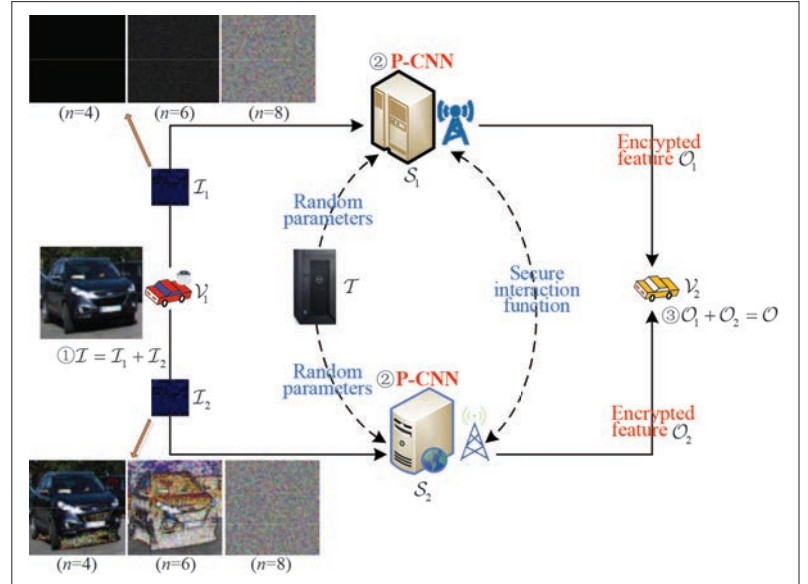 (n=4) (n=6) (n=8)
② P-CNN
S₁
Encrypted
feature O₁
I₁
Random
parameters
V₁
T
Secure
interaction
function
V₂
③O₁ + O₂ = O
①I = I₁ + I₂
Random
parameters
② P-CNN
I₂
Encrypted
feature O₂
S₂
(n=4) (n=6) (n=8)